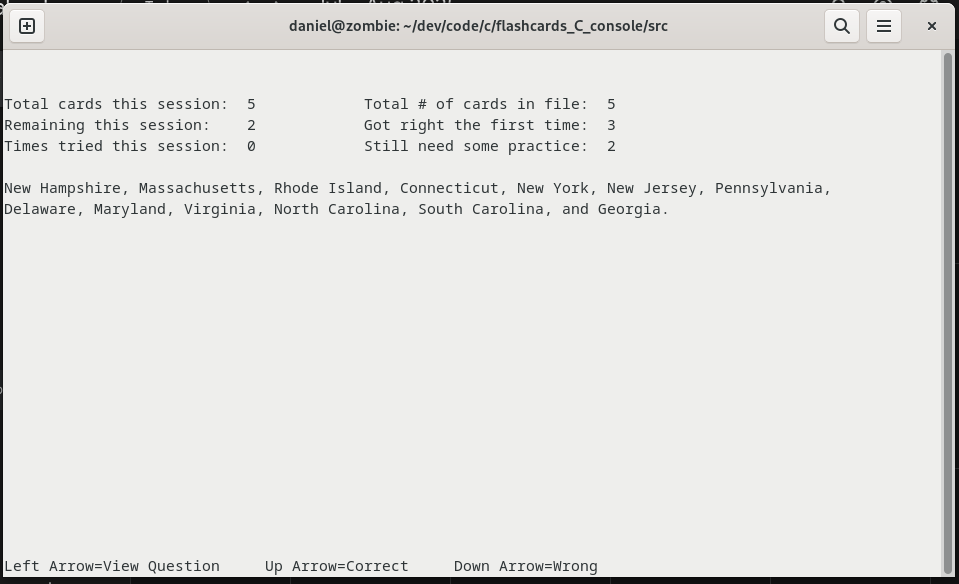 daniel@zombie: ~/dev/code/c/flashcards_C_console/src
Total cards this session:  5            Total # of cards in file:  5
Remaining this session:    2            Got right the first time:  3
Times tried this session:  0            Still need some practice:  2
New Hampshire, Massachusetts, Rhode Island, Connecticut, New York, New Jersey, Pennsylvania,
Delaware, Maryland, Virginia, North Carolina, South Carolina, and Georgia.
Left Arrow=View Question     Up Arrow=Correct     Down Arrow=Wrong